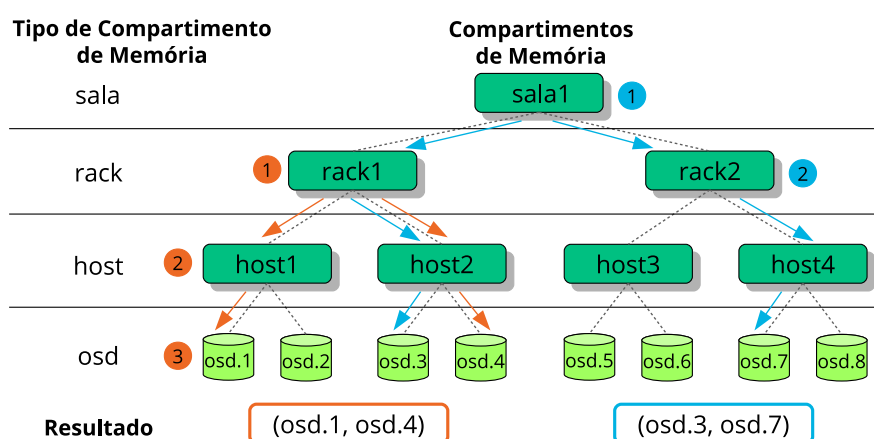 Tipo de Compartimento
de Memória
Compartimentos
de Memória
sala
sala1
1
rack
1
rack1
rack2
2
host
2
host1
host2
host3
host4
osd
3
osd.1
osd.2
osd.3
osd.4
osd.5
osd.6
osd.7
osd.8
Resultado
(osd.1, osd.4)
(osd.3, osd.7)